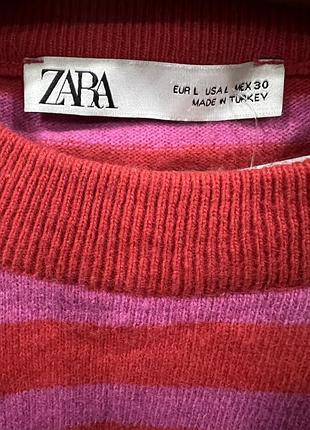 ZARA
EUR L USA L MEX 30
MADE IN TURKEY